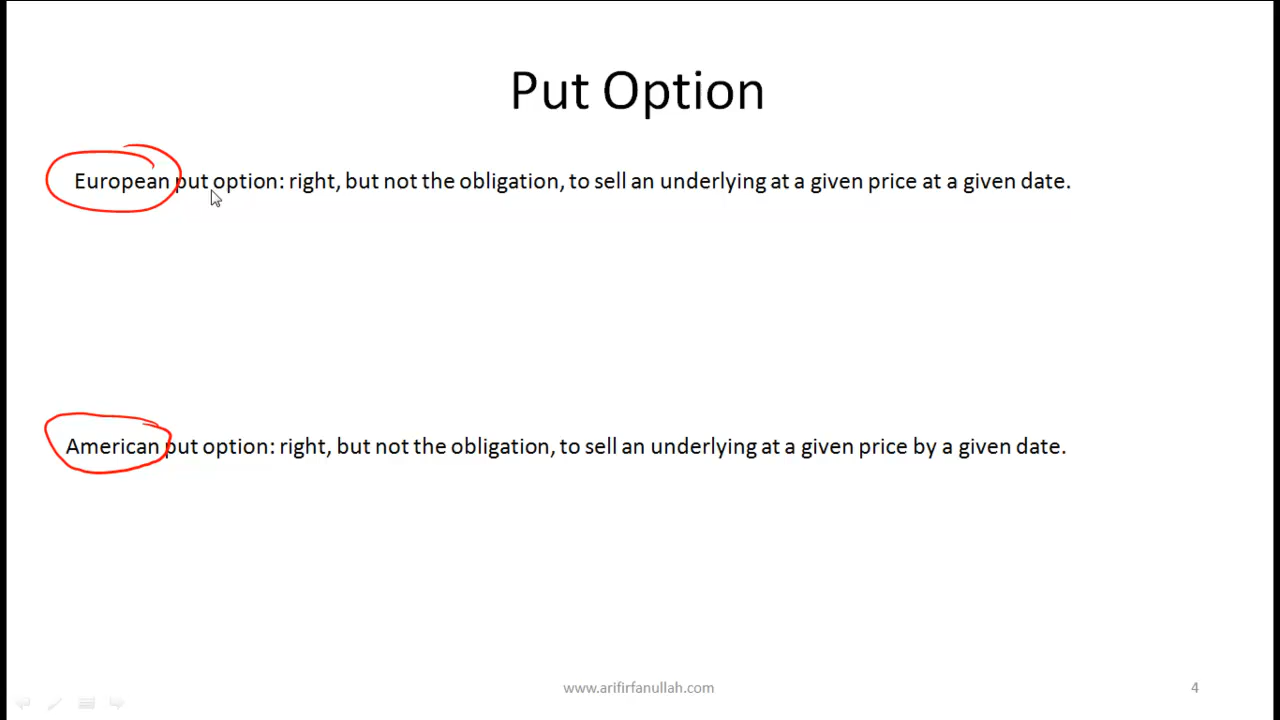 Put Option
European put option: right, but not the obligation, to sell an underlying at a given price at a given date.
American put option: right, but not the obligation, to sell an underlying at a given price by a given date.
www.arifirfanullah.com
4